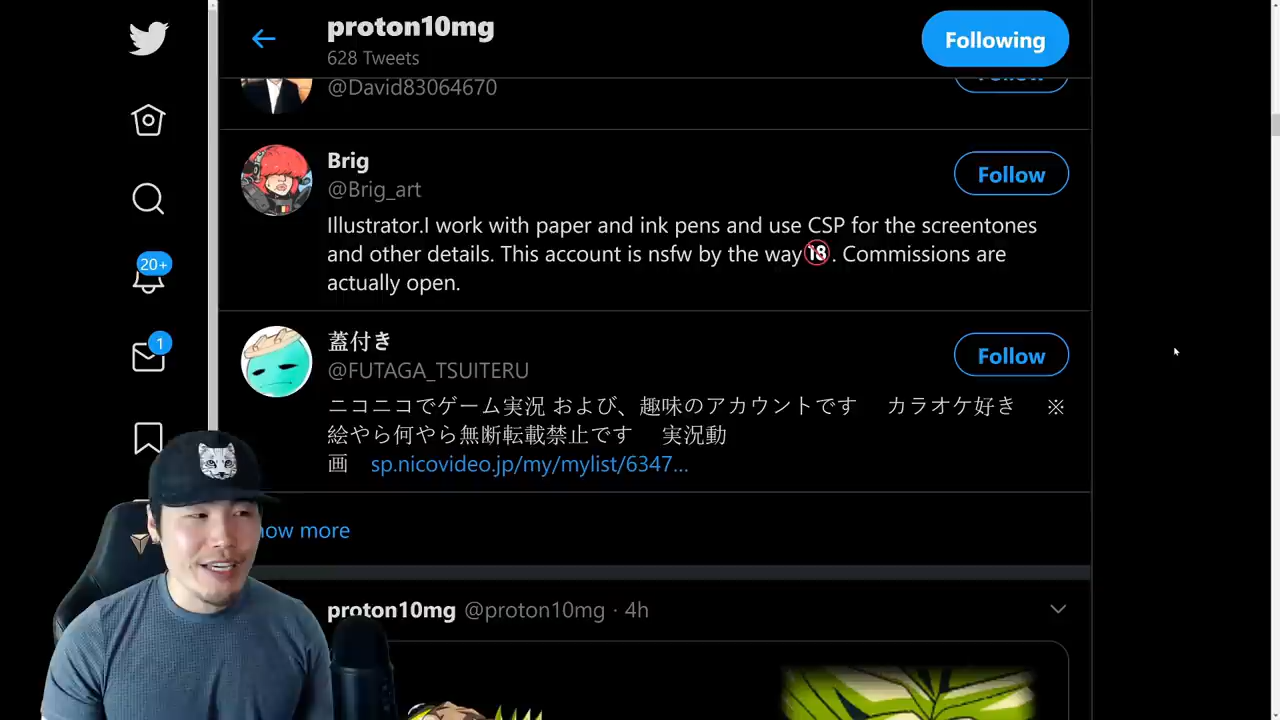 proton10mg
628 Tweets
Following
@David83064670
Follow
Brig
@Brig_art
Follow
Illustrator.I work with paper and ink pens and use CSP for the screentones
and other details. This account is nsfw by the way🔞. Commissions are
actually open.
20+
1
蓋付き
@FUTAGA_TSUITERU
Follow
ニコニコでゲーム実況 および、趣味のアカウントです　カラオケ好き　※
絵やら何やら無断転載禁止です　実況動
画　sp.nicovideo.jp/my/mylist/6347...
how more
proton10mg @proton10mg · 4h